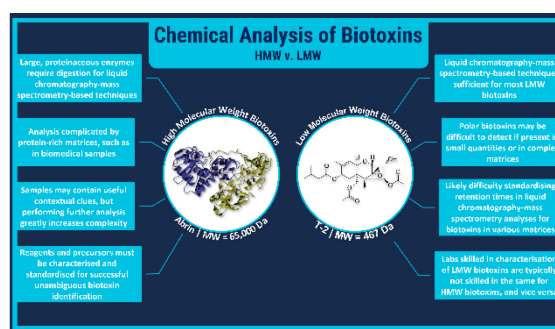 Chemical Analysis of Biotoxins
HMW v. LMW
Large, proteinaceous enzymes
require digestion for liquid
chromatography-mass
spectrometry-based techniques
Analysis complicated by
protein-rich matrices, such as
in biomedical samples
Samples may contain useful
contextual clues, but
performing further analysis
greatly increases complexity
Reagents and precursors must
be characterised and
standardised for successful
unambiguous biotoxin
identification
High Molecular Weight Biotoxins
Abrin | MW = 65,000 Da
Low Molecular Weight Biotoxins
T-2 | MW = 467 Da
Liquid chromatography-mass
spectrometry-based technique
sufficient for most LMW
biotoxins
Polar biotoxins may be
difficult to detect if present in
small quantities or in comple
matrices
Likely difficulty standardising
retention times in liquid
chromatography-mass
spectrometry analyses for
biotoxins in various matrices
Labs skilled in characterisation
of LMW biotoxins are typically
not skilled in the same for
HMW biotoxins, and vice vers